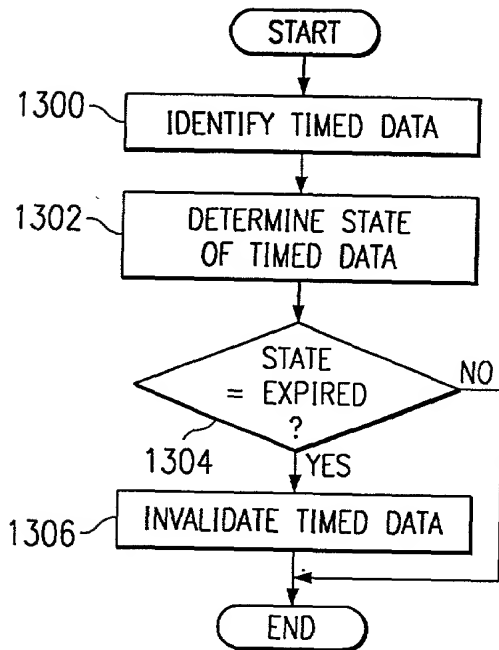 START
1300
IDENTIFY TIMED DATA
1302
DETERMINE STATE
OF TIMED DATA
STATE
= EXPIRED
?
NO
1304
YES
1306
INVALIDATE TIMED DATA
END